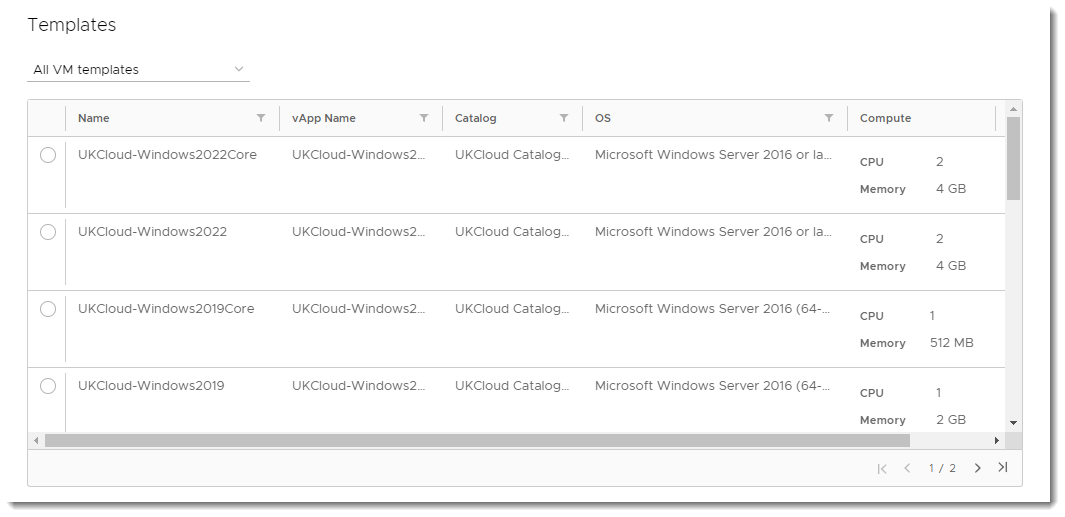 Templates
All VM templates
Name vApp Name Catalog OS Compute
UKCloud-Windows2022Core UKCloud-Windows2... UKCloud Catalog... Microsoft Windows Server 2016 or la...
CPU 2
Memory 4 GB
UKCloud-Windows2022 UKCloud-Windows2... UKCloud Catalog... Microsoft Windows Server 2016 or la...
CPU 2
Memory 4 GB
UKCloud-Windows2019Core UKCloud-Windows2... UKCloud Catalog... Microsoft Windows Server 2016 (64-...
CPU 1
Memory 512 MB
UKCloud-Windows2019 UKCloud-Windows2... UKCloud Catalog... Microsoft Windows Server 2016 (64-...
CPU 1
Memory 2 GB
1 / 2